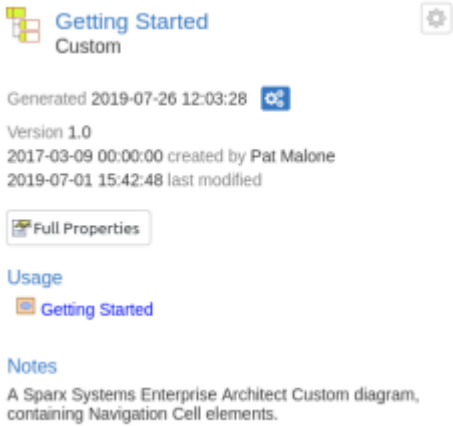 Getting Started
Custom
Generated 2019-07-26 12:03:28
Version 1.0
2017-03-09 00:00:00 created by Pat Malone
2019-07-01 15:42:48 last modified
Full Properties
Usage
Getting Started
Notes
A Sparx Systems Enterprise Architect Custom diagram,
containing Navigation Cell elements.